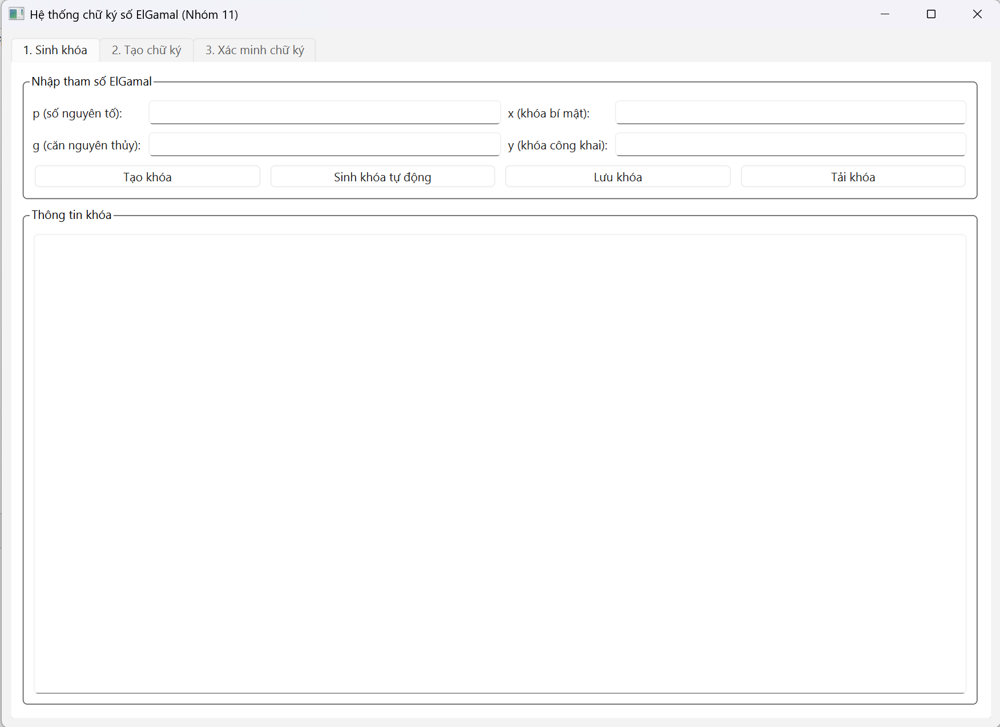 Hệ thống chữ ký số ElGamal (Nhóm 11)
1. Sinh khóa 2. Tạo chữ ký 3. Xác minh chữ ký
Nhập tham số ElGamal
p (số nguyên tố): x (khóa bí mật):
g (căn nguyên thủy): y (khóa công khai):
Tạo khóa Sinh khóa tự động Lưu khóa Tải khóa
Thông tin khóa